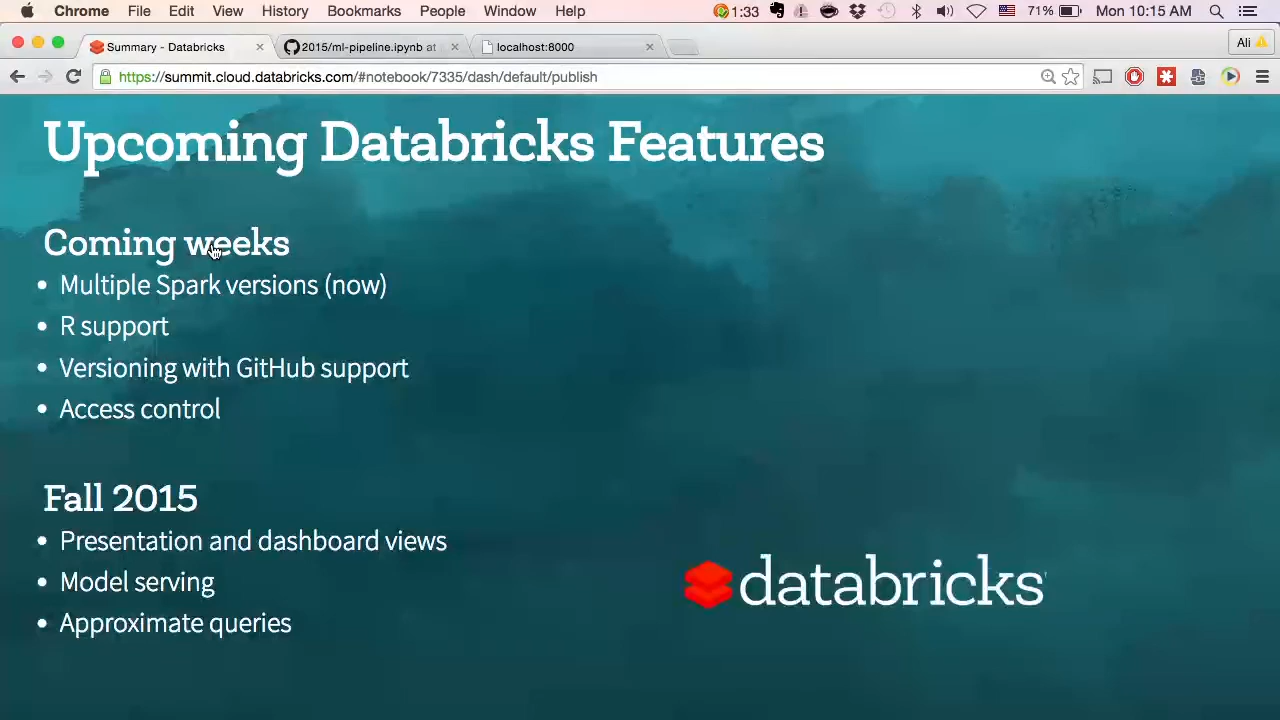 Chrome File Edit View History Bookmarks People Window Help 1:33 71% Mon 10:15 AM
Summary - Databricks 2015/ml-pipeline.ipynb at localhost:8000 Ali
https://summit.cloud.databricks.com/#notebook/7335/dash/default/publish
Upcoming Databricks Features
Coming weeks
• Multiple Spark versions (now)
• R support
• Versioning with GitHub support
• Access control
Fall 2015
• Presentation and dashboard views
• Model serving
• Approximate queries
databricks